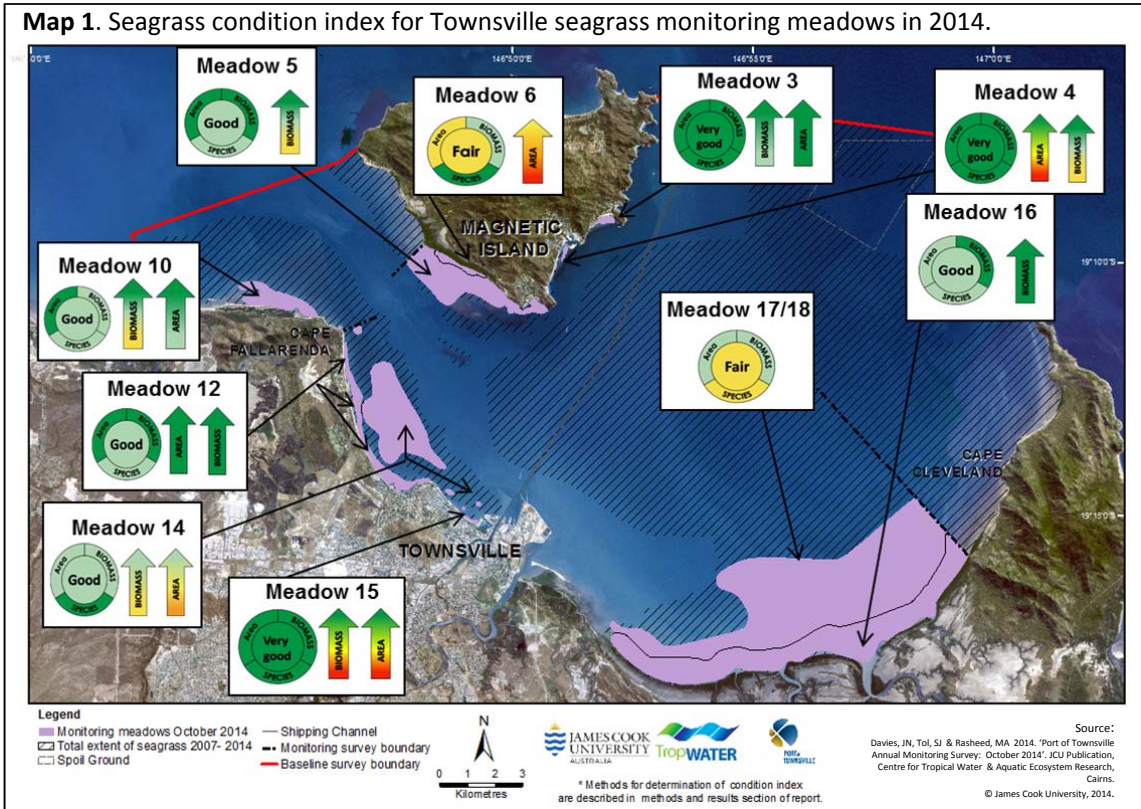 Map 1. Seagrass condition index for Townsville seagrass monitoring meadows in 2014.
146°50'0"E
146°55'0"E
147°0'0"E
Meadow 5
Area
BIOMASS
Good
SPECIES
BIOMASS
Meadow 6
Area
BIOMASS
Fair
SPECIES
AREA
Meadow 3
Area
BIOMASS
Very
good
SPECIES
BIOMASS
AREA
Meadow 4
Area
BIOMASS
Very
good
SPECIES
AREA
BIOMASS
MAGNETIC
ISLAND
Meadow 16
Area
BIOMASS
Good
SPECIES
BIOMASS
19°10'0"S
Meadow 10
Area
BIOMASS
Good
SPECIES
BIOMASS
AREA
CAPE
PALLARENDA
Meadow 17/18
Area
BIOMASS
Fair
SPECIES
Meadow 12
Area
BIOMASS
Good
SPECIES
AREA
BIOMASS
CAPE
CLEVELAND
19°15'0"S
Meadow 14
Area
BIOMASS
Good
SPECIES
BIOMASS
AREA
TOWNSVILLE
Meadow 15
Area
BIOMASS
Very
good
SPECIES
BIOMASS
AREA
Legend
Monitoring meadows October 2014
Total extent of seagrass 2007- 2014
Spoil Ground
Shipping Channel
Monitoring survey boundary
Baseline survey boundary
N
0 1 2 3 4
Kilometres
JAMES COOK
UNIVERSITY
AUSTRALIA
TropWATER
PORT of
TOWNSVILLE
* Methods for determination of condition index
are described in methods and results section of report.
Source:
Davies, JN, Tol, SJ & Rasheed, MA 2014. 'Port of Townsville
Annual Monitoring Survey: October 2014'. JCU Publication,
Centre for Tropical Water & Aquatic Ecosystem Research,
Cairns.
© James Cook University, 2014.